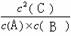 c²( C )
c(A)×c( B )